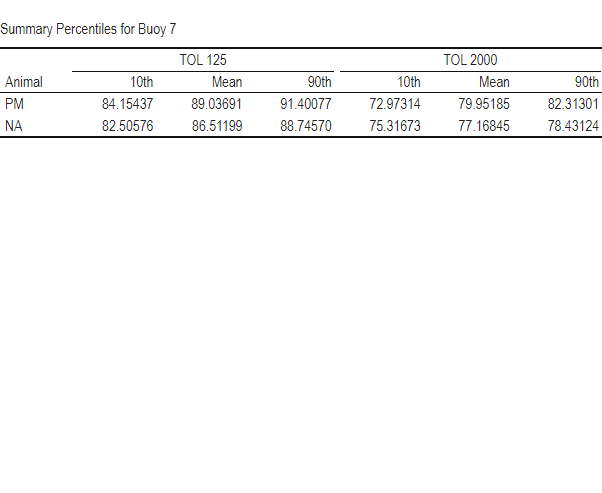 Summary Percentiles for Buoy 7
TOL 125 TOL 2000
Animal 10th Mean 90th 10th Mean 90th
PM 84.15437 89.03691 91.40077 72.97314 79.95185 82.31301
NA 82.50576 86.51199 88.74570 75.31673 77.16845 78.43124